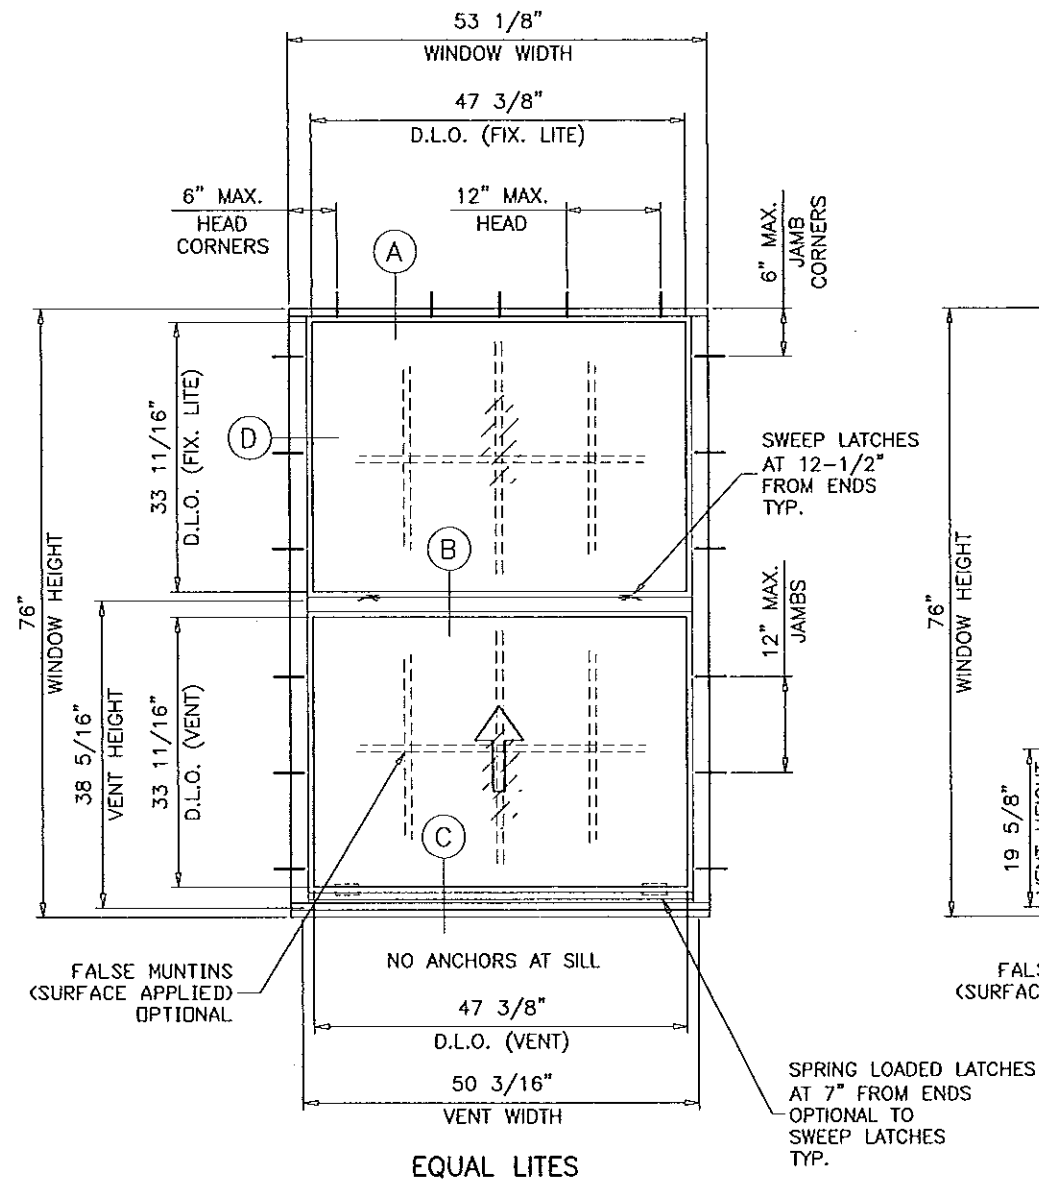 53 1/8"
WINDOW WIDTH
47 3/8"
D.L.O. (FIX. LITE)
6" MAX.
HEAD
CORNERS
12" MAX.
HEAD
6" MAX.
JAMB
CORNERS
A
D
B
C
76"
WINDOW HEIGHT
33 11/16"
D.L.O. (FIX. LITE)
38 5/16"
VENT HEIGHT
33 11/16"
D.L.O. (VENT)
SWEEP LATCHES
AT 12-1/2"
FROM ENDS
TYP.
12" MAX.
JAMBS
76"
WINDOW HEIGHT
19 5/8"
VENT HEIGHT
FALSE MUNTINS
(SURFACE APPLIED)
OPTIONAL
NO ANCHORS AT SILL
47 3/8"
D.L.O. (VENT)
50 3/16"
VENT WIDTH
SPRING LOADED LATCHES
AT 7" FROM ENDS
OPTIONAL TO
SWEEP LATCHES
TYP.
FALS
(SURFAC
EQUAL LITES